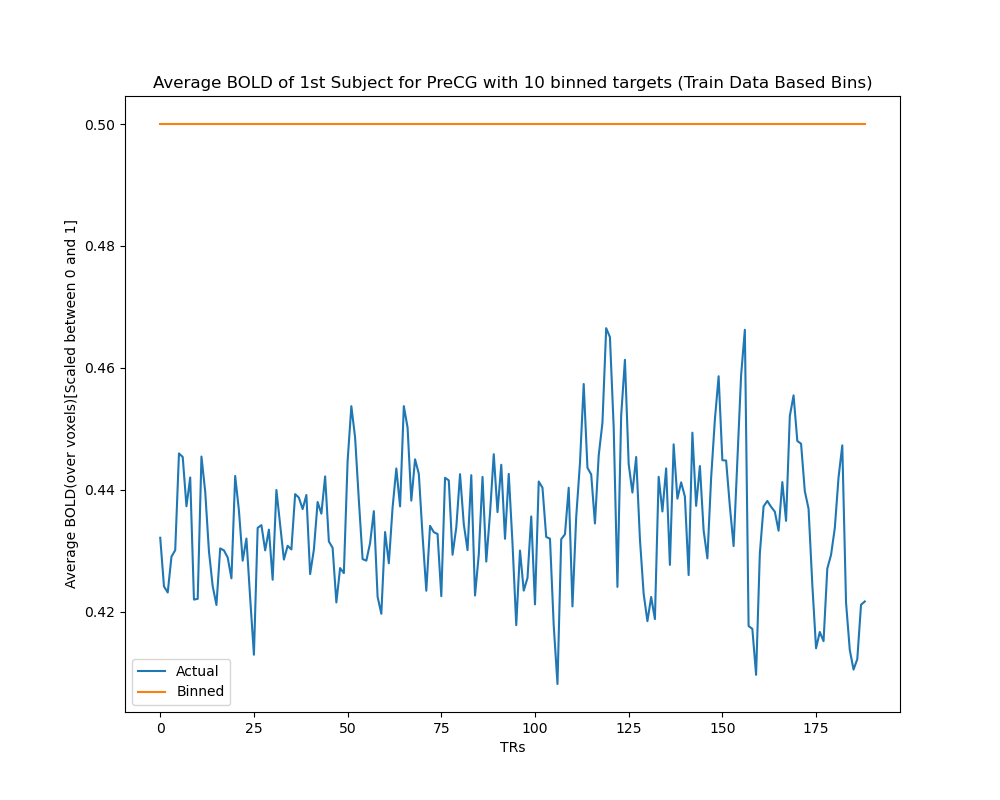 Average BOLD of 1st Subject for PreCG with 10 binned targets (Train Data Based Bins)
Average BOLD(over voxels)[Scaled between 0 and 1]
0.50
0.48
0.46
0.44
0.42
Actual
Binned
0 25 50 75 100 125 150 175
TRs